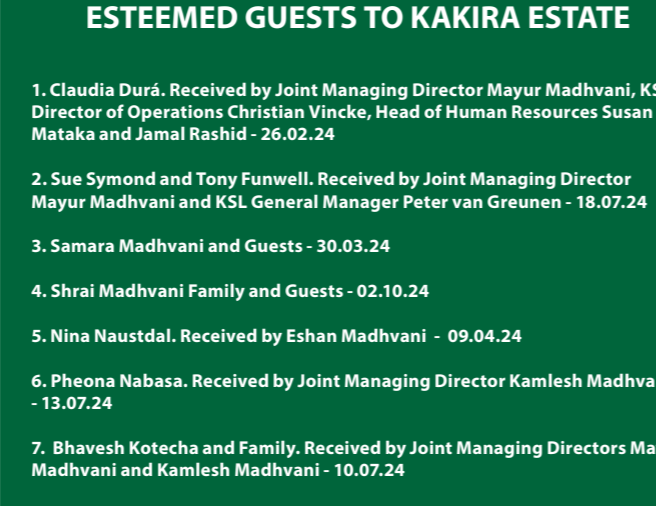 ESTEEMED GUESTS TO KAKIRA ESTATE
1. Claudia Durá. Received by Joint Managing Director Mayur Madhvani,
Director of Operations Christian Vincke, Head of Human Resources Susan
Mataka and Jamal Rashid - 26.02.24
2. Sue Symond and Tony Funwell. Received by Joint Managing Director
Mayur Madhvani and KSL General Manager Peter van Greunen - 18.07.24
3. Samara Madhvani and Guests - 30.03.24
4. Shrai Madhvani Family and Guests - 02.10.24
5. Nina Naustdal. Received by Eshan Madhvani - 09.04.24
6. Pheona Nabasa. Received by Joint Managing Director Kamlesh
- 13.07.24
7. Bhavesh Kotecha and Family. Received by Joint Managing Directors
Madhvani and Kamlesh Madhvani - 10.07.24